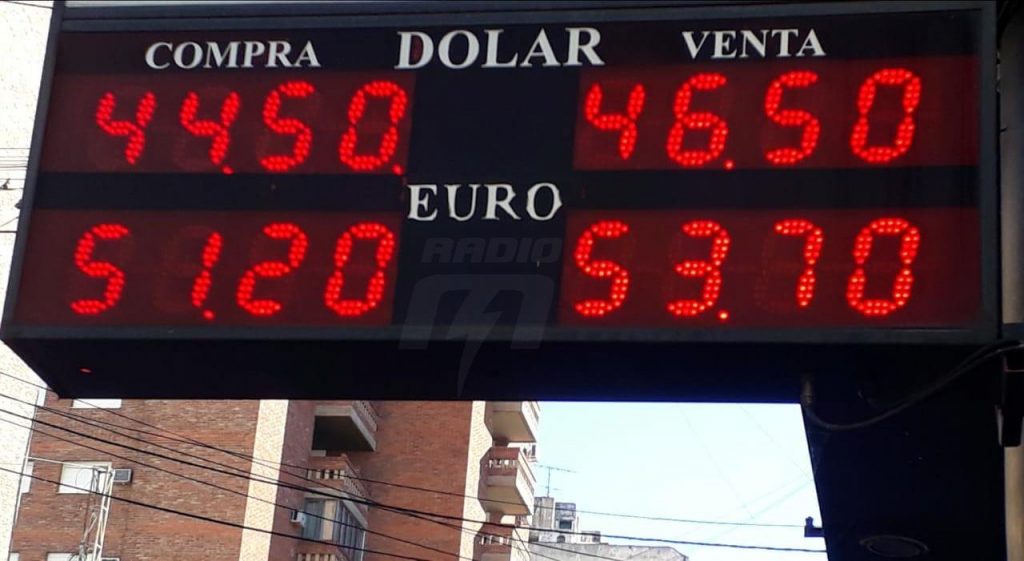 COMPRA DOLAR VENTA
44.50. 46.50
EURO
51.20 53.70
RADIO
M